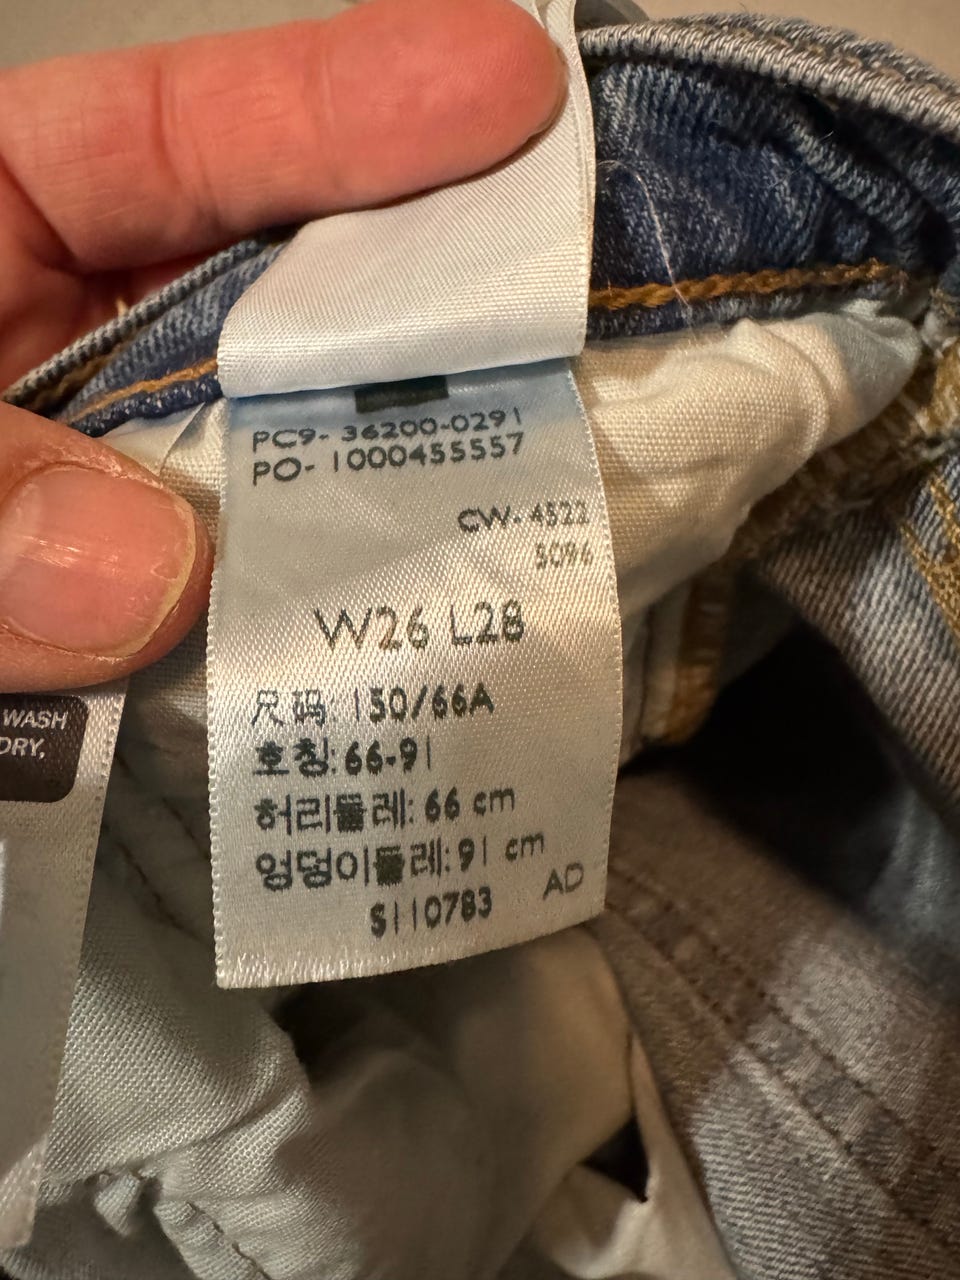 PC9- 36200-0291
PO- 1000455557
CW- 4522
5096
W26 L28
尺码: 150/66A
호칭: 66-91
허리둘레: 66 cm
엉덩이둘레: 91 cm
AD
S110783
WASH
DRY,